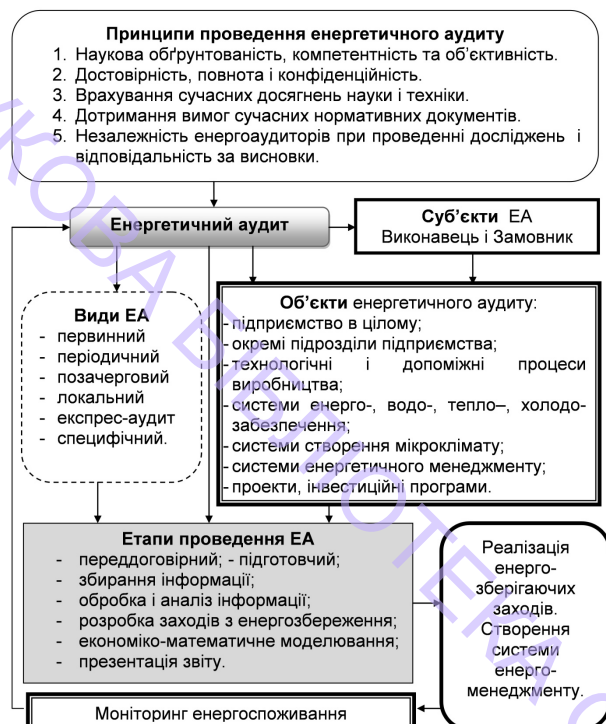 Принципи проведення енергетичного аудиту
1. Наукова обґрунтованість, компетентність та об’єктивність.
2. Достовірність, повнота і конфіденційність.
3. Врахування сучасних досягнень науки і техніки.
4. Дотримання вимог сучасних нормативних документів.
5. Незалежність енергоаудиторів при проведенні досліджень і
відповідальність за висновки.
Енергетичний аудит
Суб’єкти ЕА
Виконавець і Замовник
Види ЕА
- первинний
- періодичний
- позачерговий
- локальний
- експрес-аудит
- специфічний.
Об’єкти енергетичного аудиту:
- підприємство в цілому;
- окремі підрозділи підприємства;
- технологічні і допоміжні процеси
виробництва;
- системи енерго-, водо-, тепло–, холодо-
забезпечення;
- системи створення мікроклімату;
- системи енергетичного менеджменту;
- проекти, інвестиційні програми.
Етапи проведення ЕА
- переддоговірний; - підготовчий;
- збирання інформації;
- обробка і аналіз інформації;
- розробка заходів з енергозбереження;
- економіко-математичне моделювання;
- презентація звіту.
Реалізація
енерго-
зберігаючих
заходів.
Створення
системи
енерго-
менеджменту.
Моніторинг енергоспоживання
КОВА БІБЛІОТЕКА